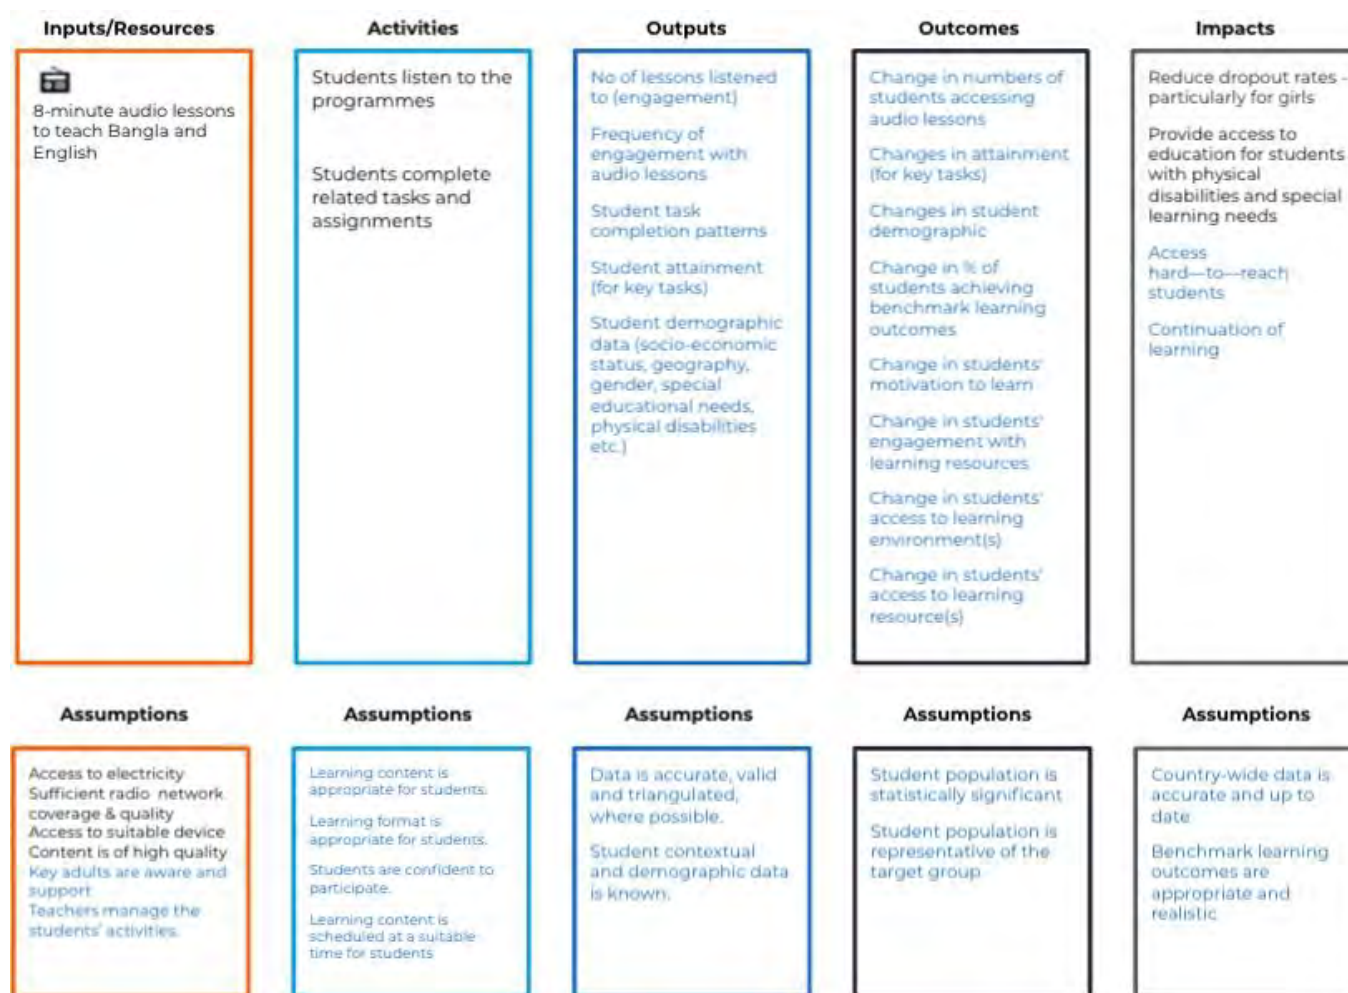 Inputs/Resources
8-minute audio lessons
to teach Bangla and
English
Activities
Students listen to the
programmes
Students complete
related tasks and
assignments
Outputs
No of lessons listened
to (engagement)
Frequency of
engagement with
audio lessons
Student task
completion patterns
Student attainment
(for key tasks)
Student demographic
data (socio-economic
status, geography,
gender, special
educational needs,
physical disabilities
etc.)
Outcomes
Change in numbers of
students accessing
audio lessons
Changes in attainment
(for key tasks)
Changes in student
demographic
Change in % of
students achieving
benchmark learning
outcomes
Change in students'
motivation to learn
Change in students'
engagement with
learning resources
Change in students'
access to learning
environment(s)
Change in students'
access to learning
resource(s)
Impacts
Reduce dropout rates -
particularly for girls
Provide access to
education for students
with physical
disabilities and special
learning needs
Access
hard—to—reach
students
Continuation of
learning
Assumptions
Access to electricity
Sufficient radio network
coverage & quality
Access to suitable device
Content is of high quality
Key adults are aware and
support
Teachers manage the
students' activities.
Assumptions
Learning content is
appropriate for students.
Learning format is
appropriate for students.
Students are confident to
participate.
Learning content is
scheduled at a suitable
time for students
Assumptions
Data is accurate, valid
and triangulated,
where possible.
Student contextual
and demographic data
is known.
Assumptions
Student population is
statistically significant
Student population is
representative of the
target group
Assumptions
Country-wide data is
accurate and up to
date
Benchmark learning
outcomes are
appropriate and
realistic